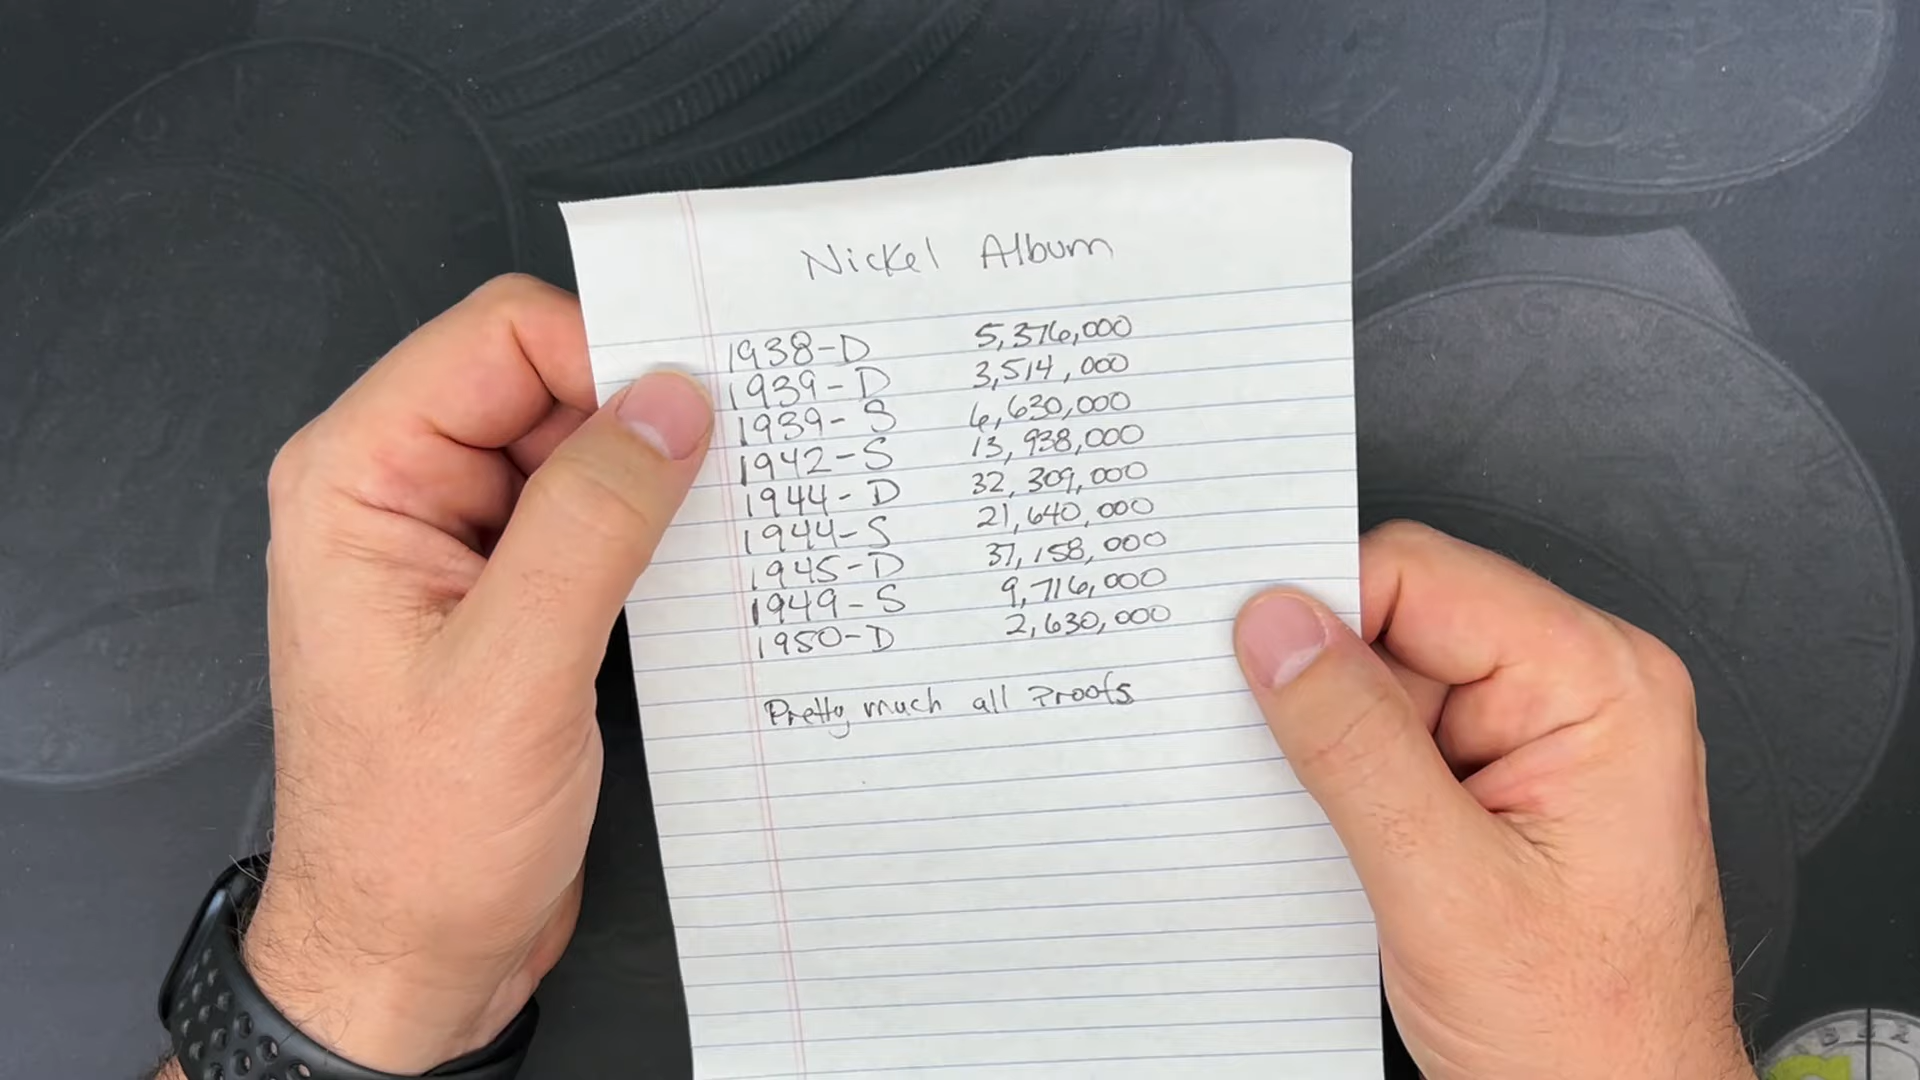 Nickel Album
1938-D 5,376,000
1939-D 3,514,000
1939-S 6,630,000
1942-S 13,938,000
1944-D 32,309,000
1944-S 21,640,000
1945-D 37,158,000
1949-S 9,716,000
1950-D 2,630,000
Pretty much all Proofs